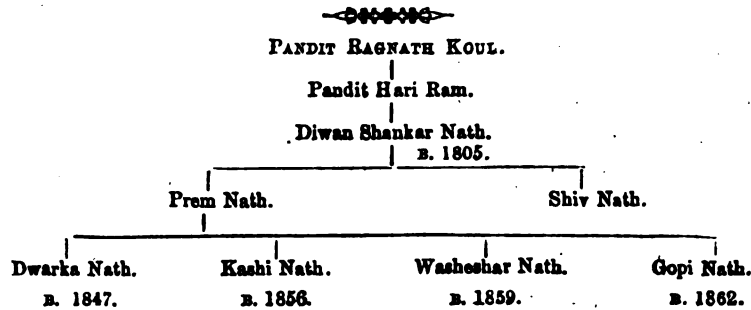 PANDIT RAGNATH KOUL.
Pandit Hari Ram.
Diwan Shankar Nath.
B. 1805.
Prem Nath. Shiv Nath.
Dwarka Nath. Kashi Nath. Washeshar Nath. Gopi Nath.
B. 1847. B. 1856. B. 1859. B. 1862.